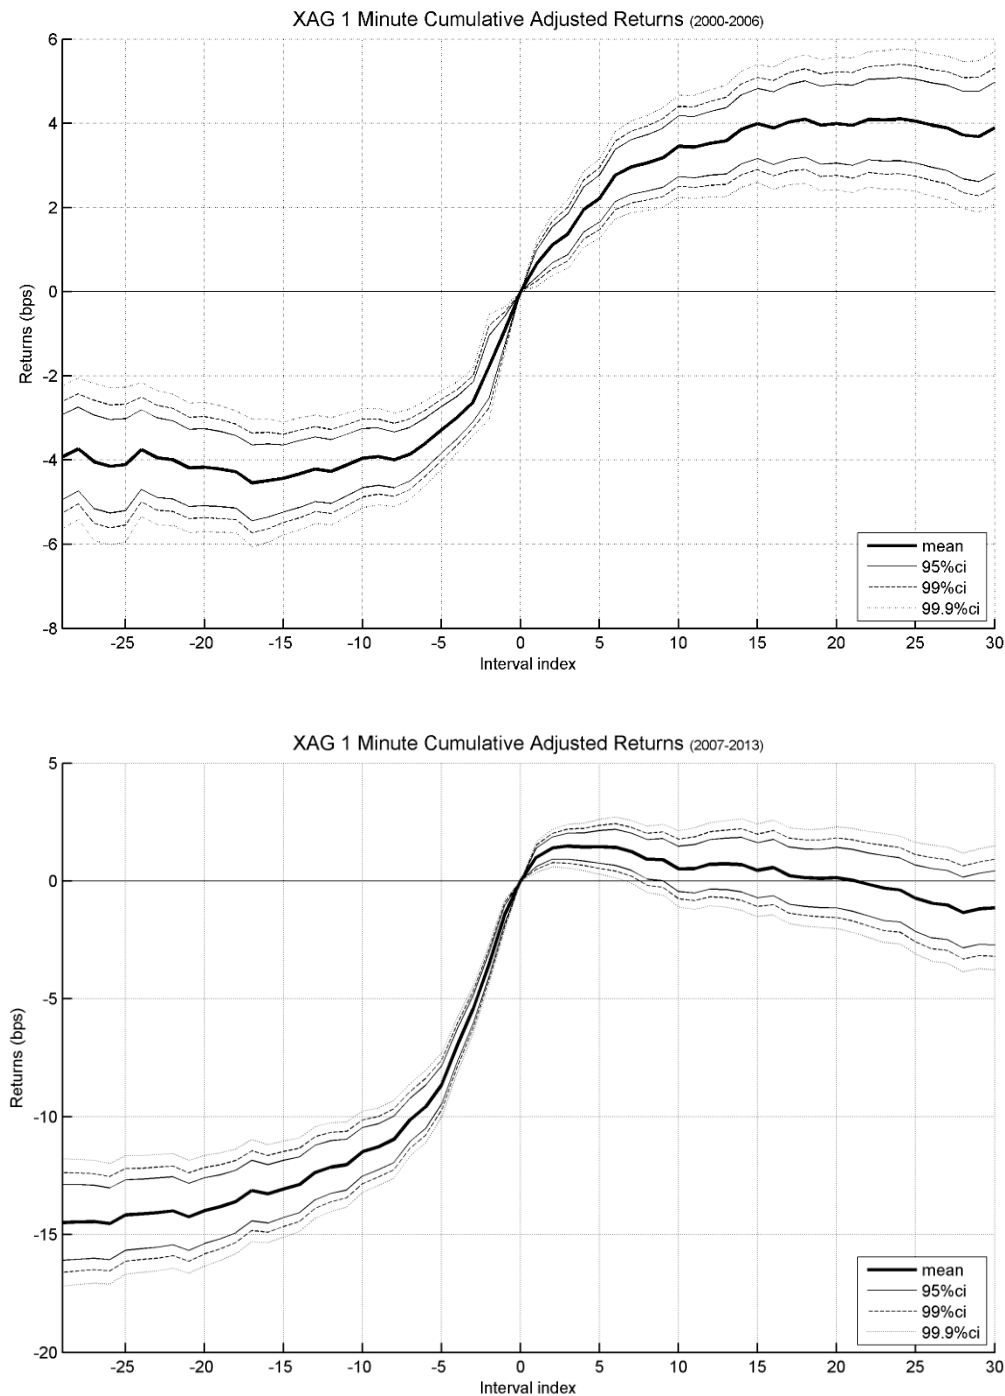 XAG 1 Minute Cumulative Adjusted Returns (2000-2006)
6
4
2
0
-2
-4
-6
-8
Returns (bps)
mean
95%ci
99%ci
99.9%ci
-25 -20 -15 -10 -5 0 5 10 15 20 25 30
Interval index
XAG 1 Minute Cumulative Adjusted Returns (2007-2013)
5
0
-5
-10
-15
-20
Returns (bps)
mean
95%ci
99%ci
99.9%ci
-25 -20 -15 -10 -5 0 5 10 15 20 25 30
Interval index